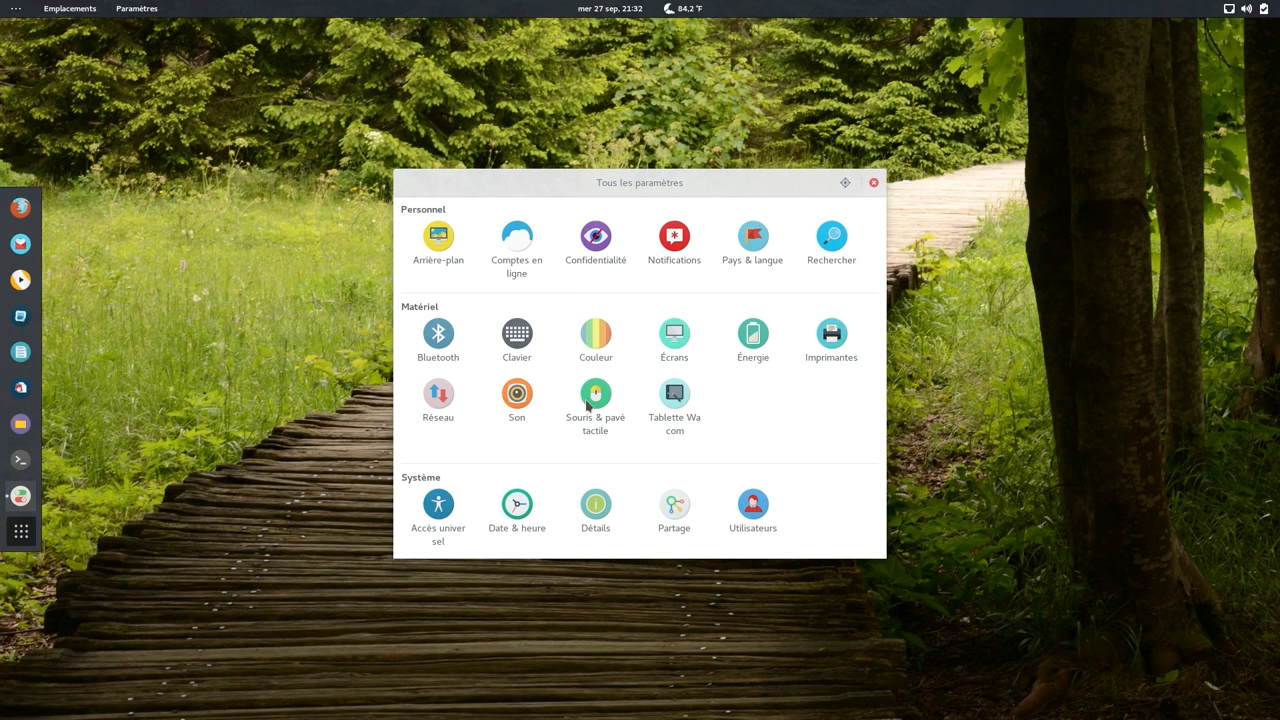 Emplacements Paramètres mer 27 sep, 21:32 84,2 °F
Tous les paramètres
Personnel
Arrière-plan Comptes en Confidentialité Notifications Pays & langue Rechercher
ligne
Matériel
Bluetooth Clavier Couleur Écrans Énergie Imprimantes
Réseau Son Souris & pavé Tablette Wa
tactile com
Système
Accès univer Date & heure Détails Partage Utilisateurs
sel